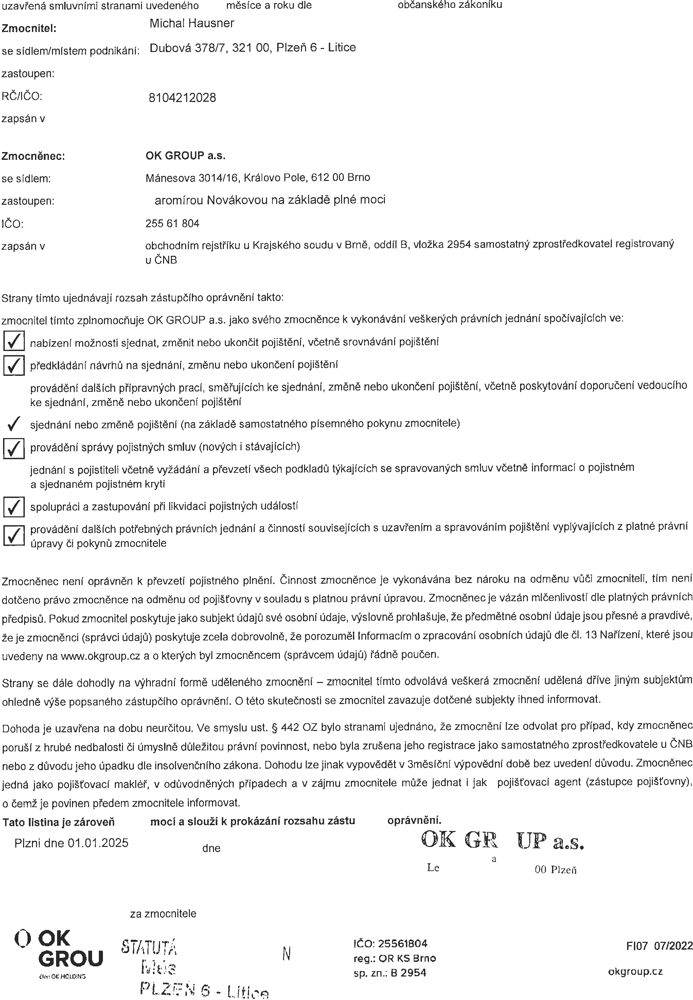 uzavřená smluvními stranami uvedeného měsíce a roku dle občanského zákoníku
Zmocnitel: Michal Hausner
se sídlem/místem podnikání: Dubová 378/7, 321 00, Plzeň 6 - Litice
zastoupen:
RČ/IČO: 8104212028
zapsán v
Zmocněnec: OK GROUP a.s.
se sídlem: Mánesova 3014/16, Královo Pole, 612 00 Brno
zastoupen: aromírou Novákovou na základě plné moci
IČO: 255 61 804
zapsán v obchodním rejstříku u Krajského soudu v Brně, oddíl B, vložka 2954 samostatný zprostředkovatel registrovaný
u ČNB
Strany tímto ujednávají rozsah zástupčího oprávnění takto:
zmocnitel tímto zplnomocňuje OK GROUP a.s. jako svého zmocněnce k vykonávání veškerých právních jednání spočívajících ve:
nabízení možnosti sjednat, změnit nebo ukončit pojištění, včetně srovnávání pojištění
předkládání návrhů na sjednání, změnu nebo ukončení pojištění
provádění dalších přípravných prací, směřujících ke sjednání, změně nebo ukončení pojištění, včetně poskytování doporučení vedoucího
ke sjednání, změně nebo ukončení pojištění
sjednání nebo změně pojištění (na základě samostatného písemného pokynu zmocnitele)
provádění správy pojistných smluv (nových i stávajících)
jednání s pojistiteli včetně vyžádání a převzetí všech podkladů týkajících se spravovaných smluv včetně informací o pojistném
a sjednaném pojistném krytí
spolupráci a zastupování při likvidaci pojistných událostí
provádění dalších potřebných právních jednání a činností souvisejících s uzavřením a spravováním pojištění vyplývajících z platné právní
úpravy či pokynů zmocnitele
Zmocněnec není oprávněn k převzetí pojistného plnění. Činnost zmocněnce je vykonávána bez nároku na odměnu vůči zmocniteli, tím není
dotčeno právo zmocněnce na odměnu od pojišťovny v souladu s platnou právní úpravou. Zmocněnec je vázán mlčenlivostí dle platných právních
předpisů. Pokud zmocnitel poskytuje jako subjekt údajů své osobní údaje, výslovně prohlašuje, že předmětné osobní údaje jsou přesné a pravdivé,
že je zmocněnci (správci údajů) poskytuje zcela dobrovolně, že porozuměl Informacím o zpracování osobních údajů dle čl. 13 Nařízení, které jsou
uvedeny na www.okgroup.cz a o kterých byl zmocněncem (správcem údajů) řádně poučen.
Strany se dále dohodly na výhradní formě uděleného zmocnění – zmocnitel tímto odvolává veškerá zmocnění udělená dříve jiným subjektům
ohledně výše popsaného zástupčího oprávnění. O této skutečnosti se zmocnitel zavazuje dotčené subjekty ihned informovat.
Dohoda je uzavřena na dobu neurčitou. Ve smyslu ust. § 442 OZ bylo stranami ujednáno, že zmocnění lze odvolat pro případ, kdy zmocněnec
poruší z hrubé nedbalosti či úmyslně důležitou právní povinnost, nebo byla zrušena jeho registrace jako samostatného zprostředkovatele u ČNB
nebo z důvodu jeho úpadku dle insolvenčního zákona. Dohodu lze jinak vypovědět v 3měsíční výpovědní době bez uvedení důvodu. Zmocněnec
jedná jako pojišťovací makléř, v odůvodněných případech a v zájmu zmocnitele může jednat i jak pojišťovací agent (zástupce pojišťovny),
o čemž je povinen předem zmocnitele informovat.
Tato listina je zároveň mocí a slouží k prokázání rozsahu zástu oprávnění.
Plzni dne 01.01.2025 dne
OK GR UP a.s.
Le a 00 Plzeň
za zmocnitele
OK
GROU
člen OK HOLDING
STATUTÁ N
PLZEŇ 6 - Litice
IČO: 25561804
reg.: OR KS Brno
sp. zn.: B 2954
FI07 07/2022
okgroup.cz